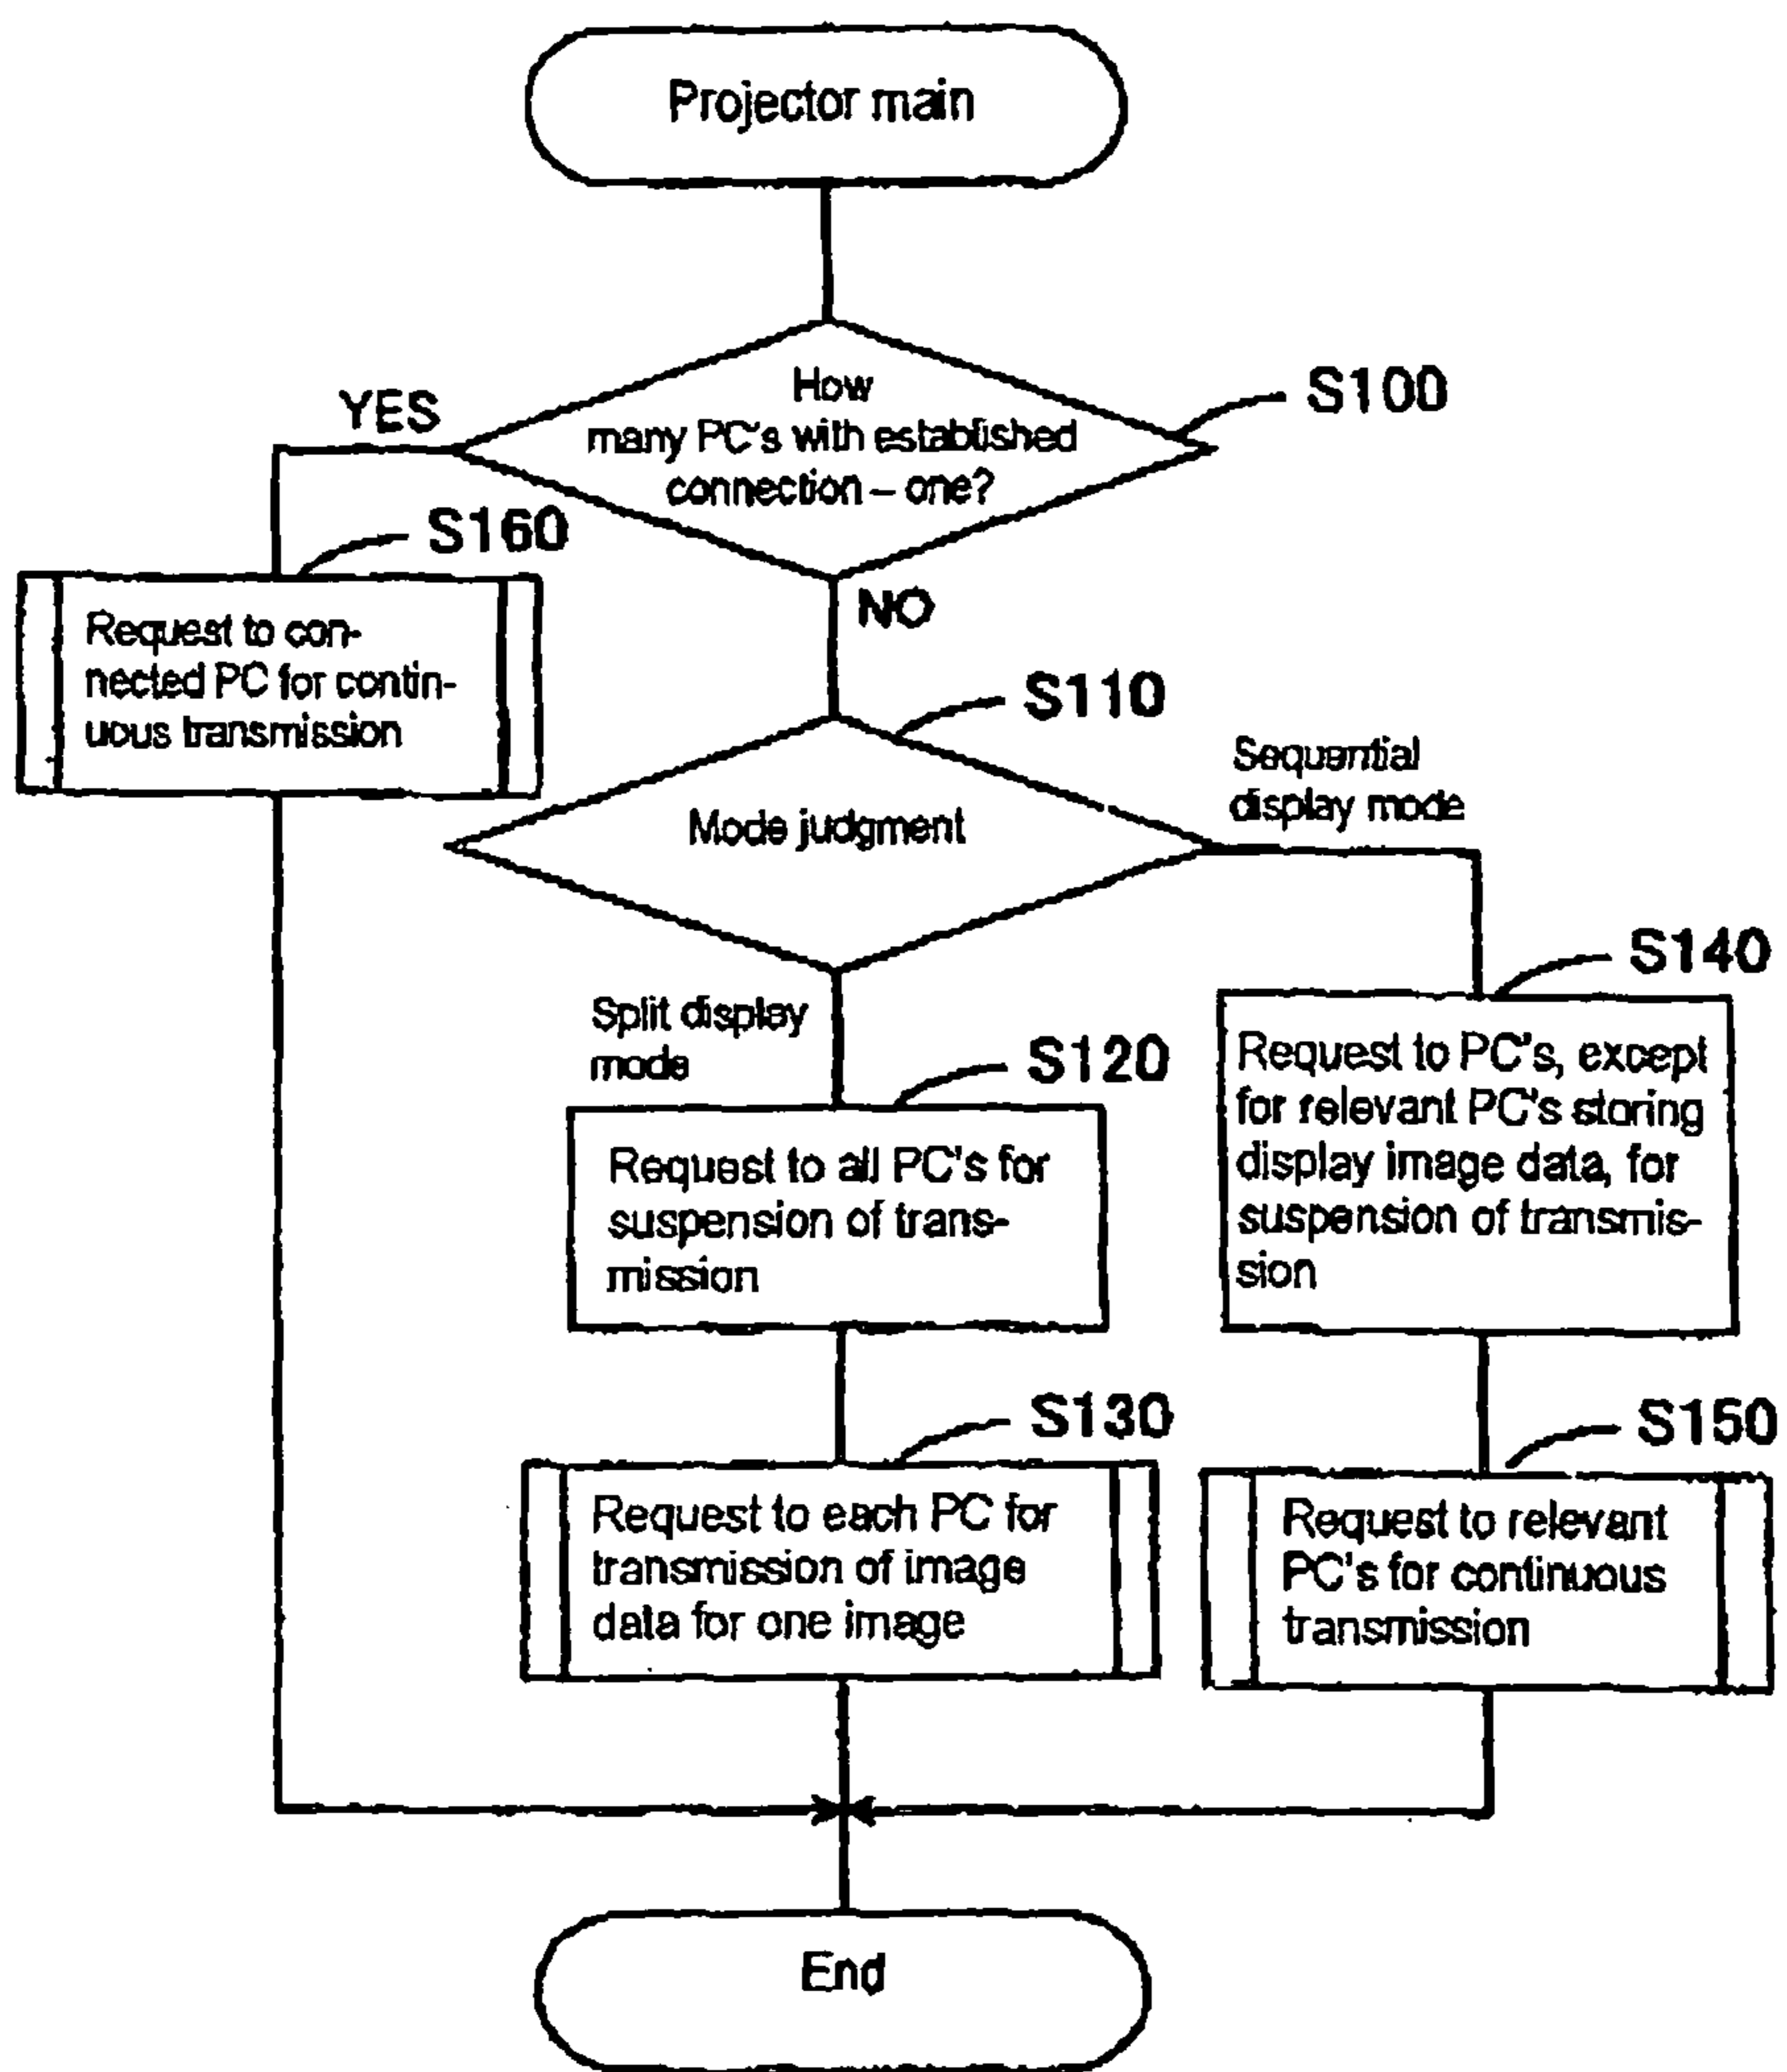 Projector main
How
many PC's with established
connection – one?
S100
YES
S160
Request to con-
nected PC for contin-
uous transmission
NO
S110
Mode judgment
Sequential
display mode
Split display
mode
S120
Request to all PC's for
suspension of trans-
mission
S140
Request to PC's, except
for relevant PC's storing
display image data, for
suspension of transmis-
sion
S130
Request to each PC for
transmission of image
data for one image
S150
Request to relevant
PC's for continuous
transmission
End